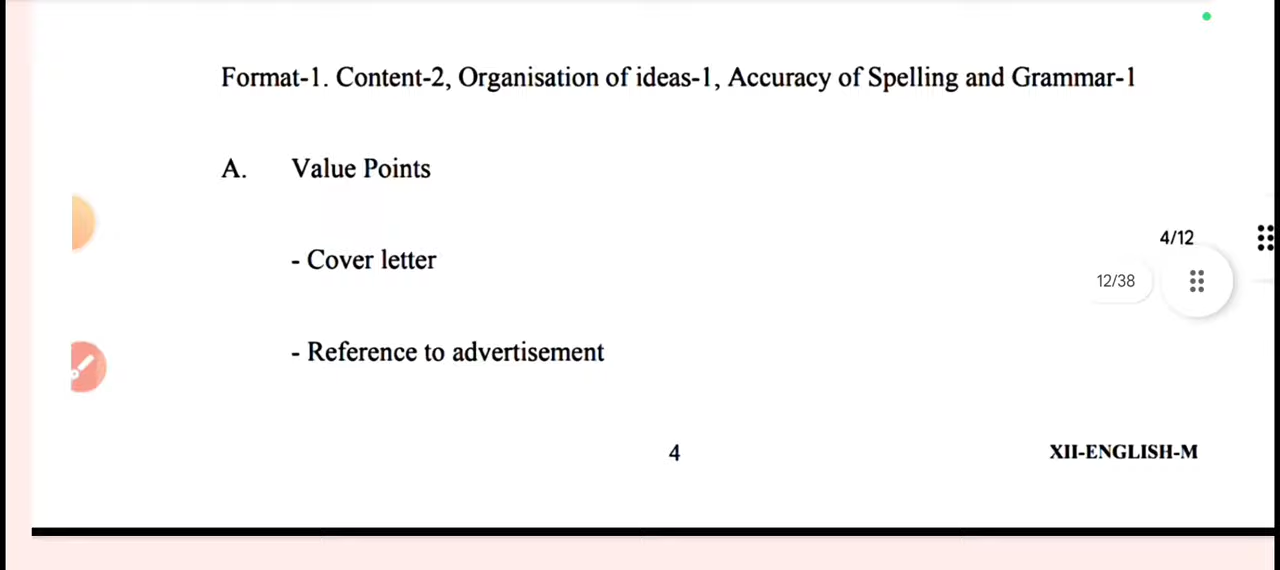 Format-1. Content-2, Organisation of ideas-1, Accuracy of Spelling and Grammar-1
A. Value Points
- Cover letter
4/12
12/38
- Reference to advertisement
4 XII-ENGLISH-M